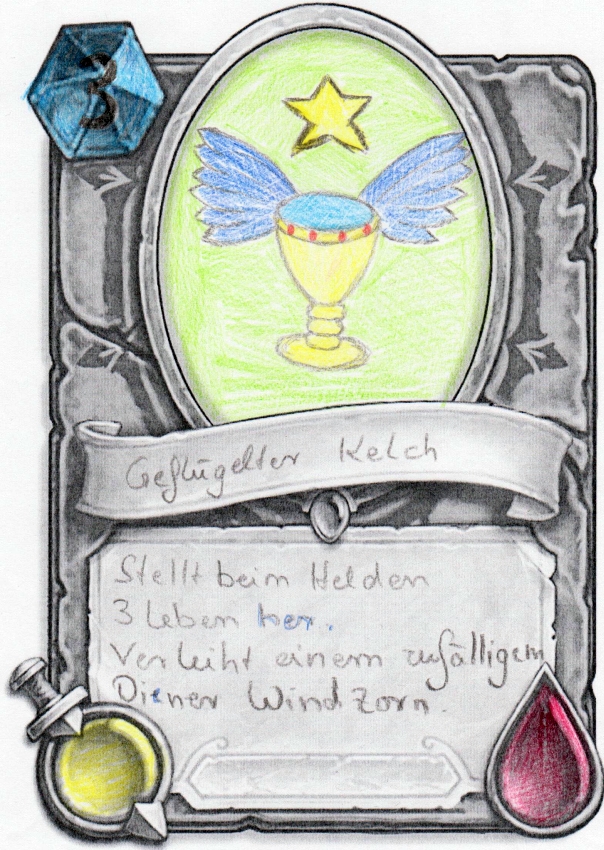 3
Geflügelter Kelch
Stellt beim Helden
3 Leben her.
Verleiht einem zufälligem
Diener Windzorn.